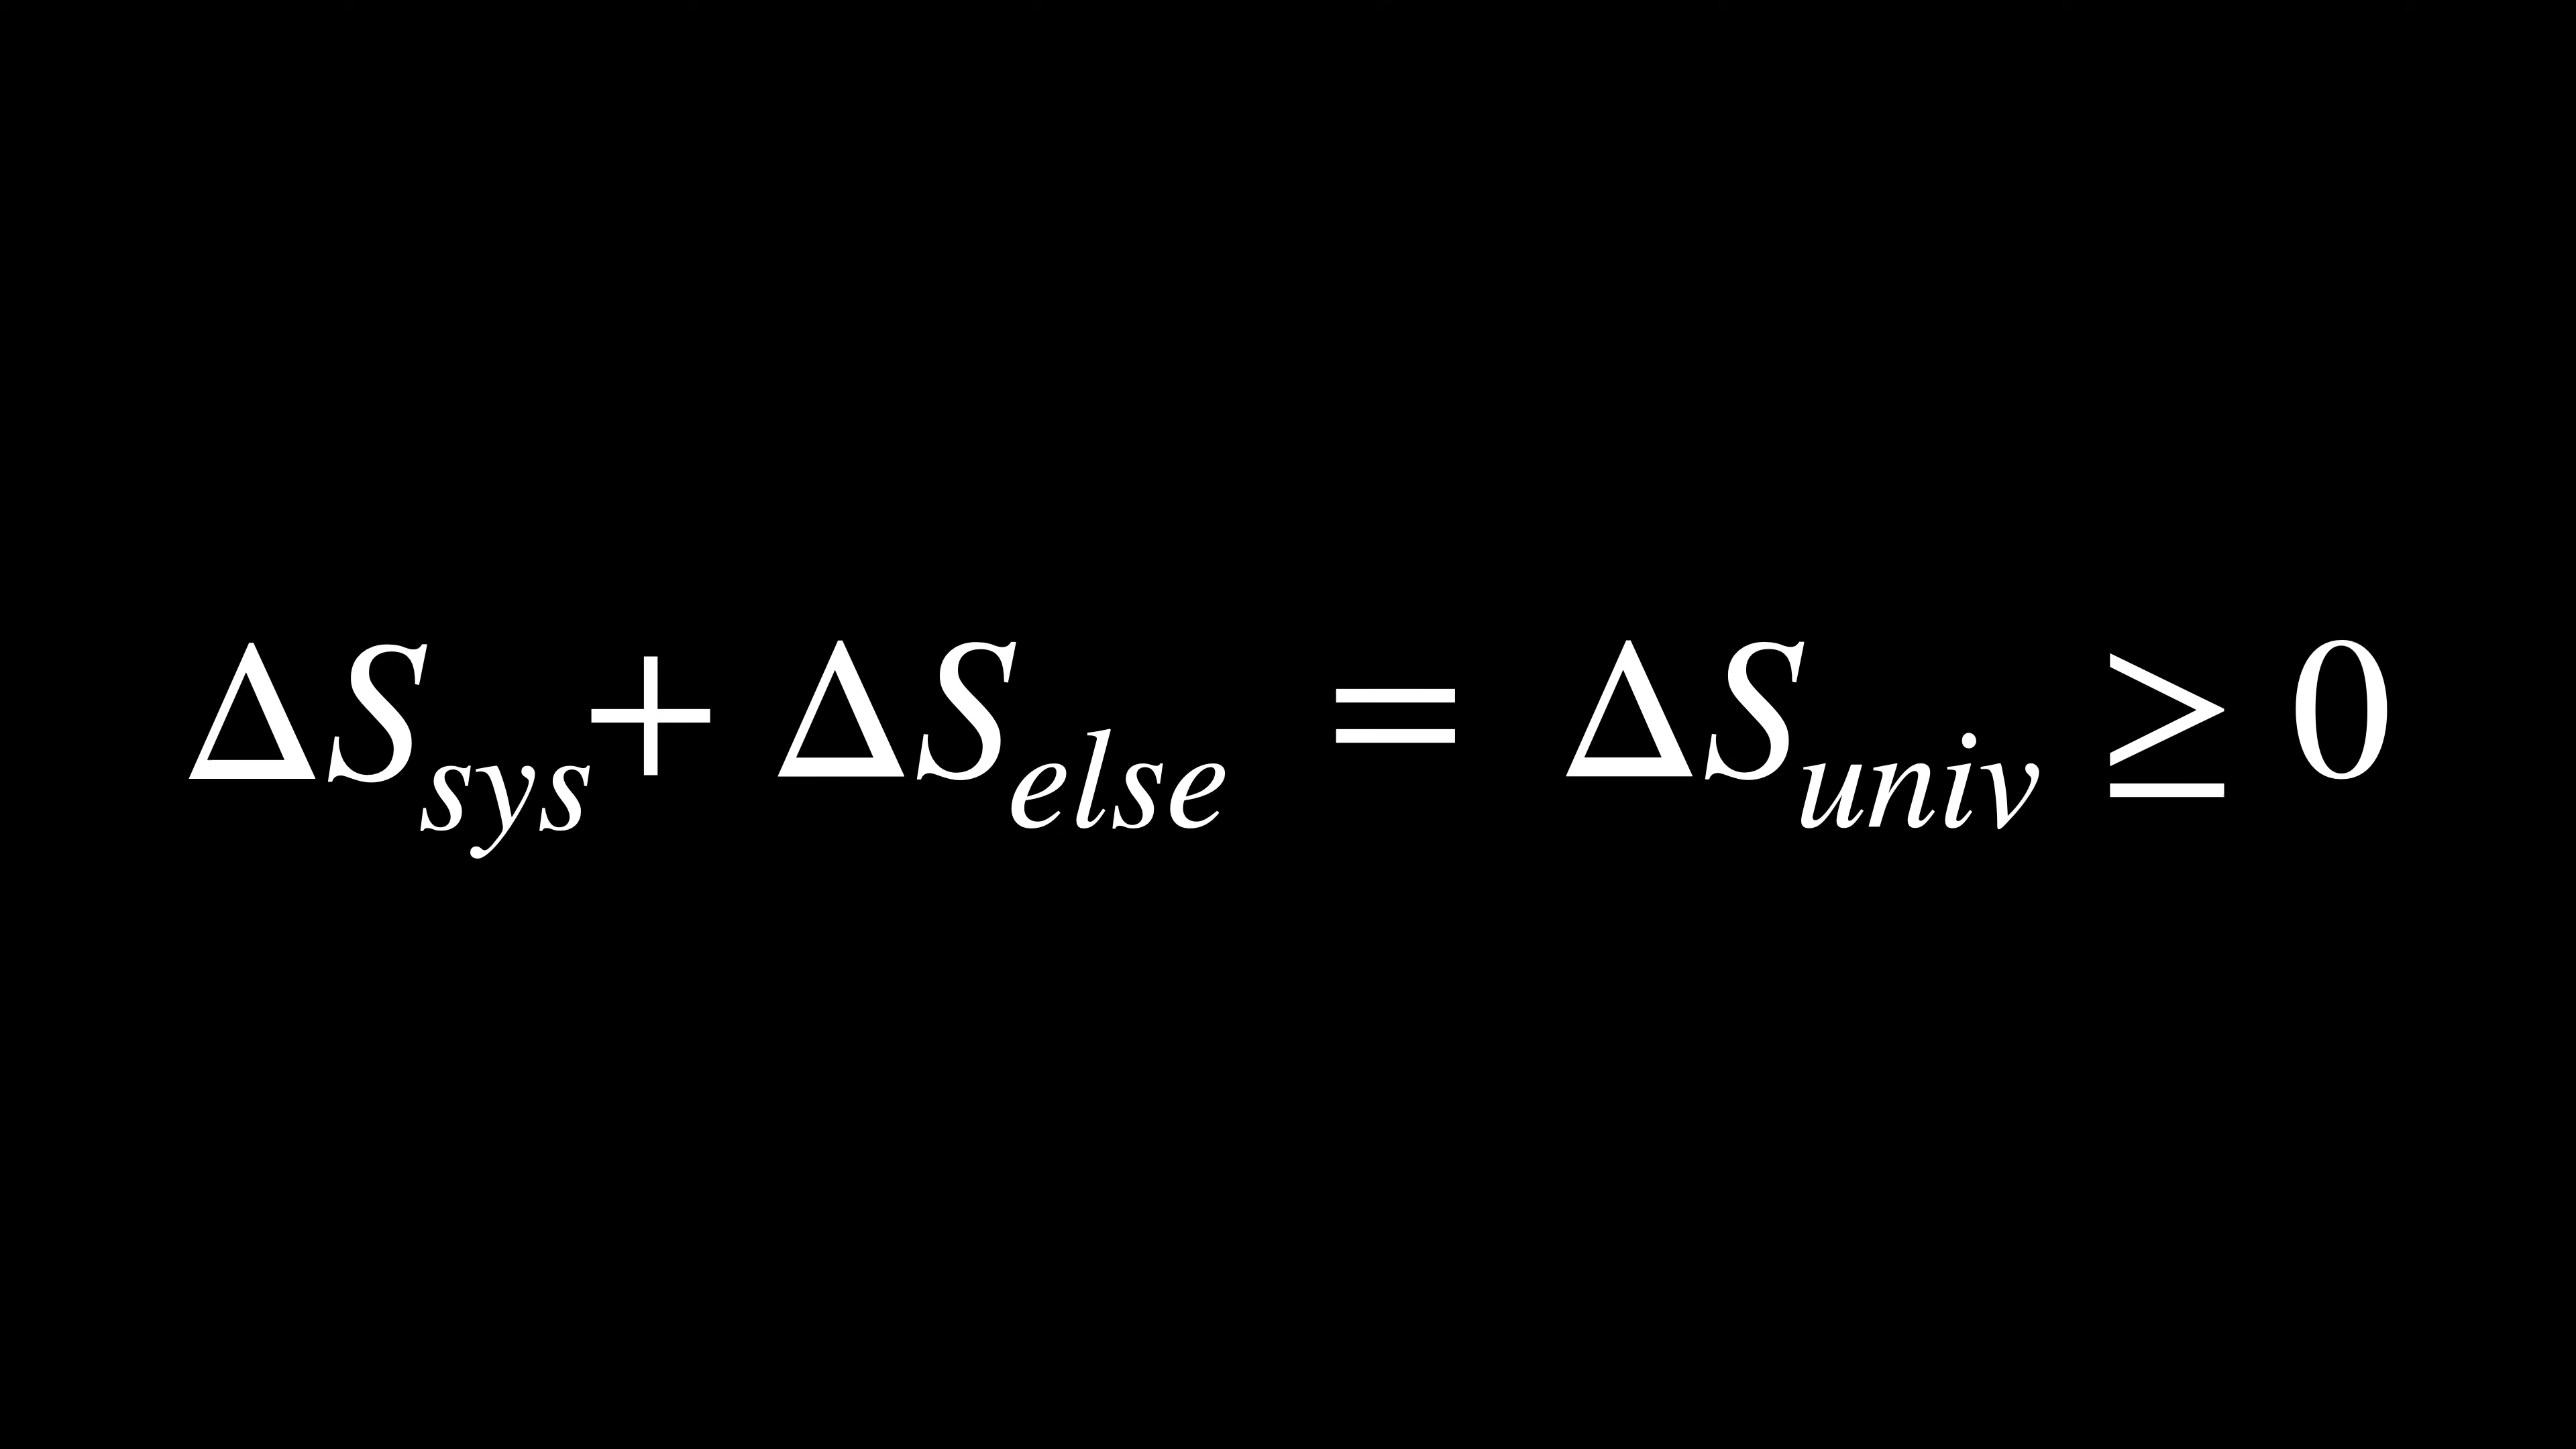 ΔS_sys + ΔS_else = ΔS_univ ≥ 0